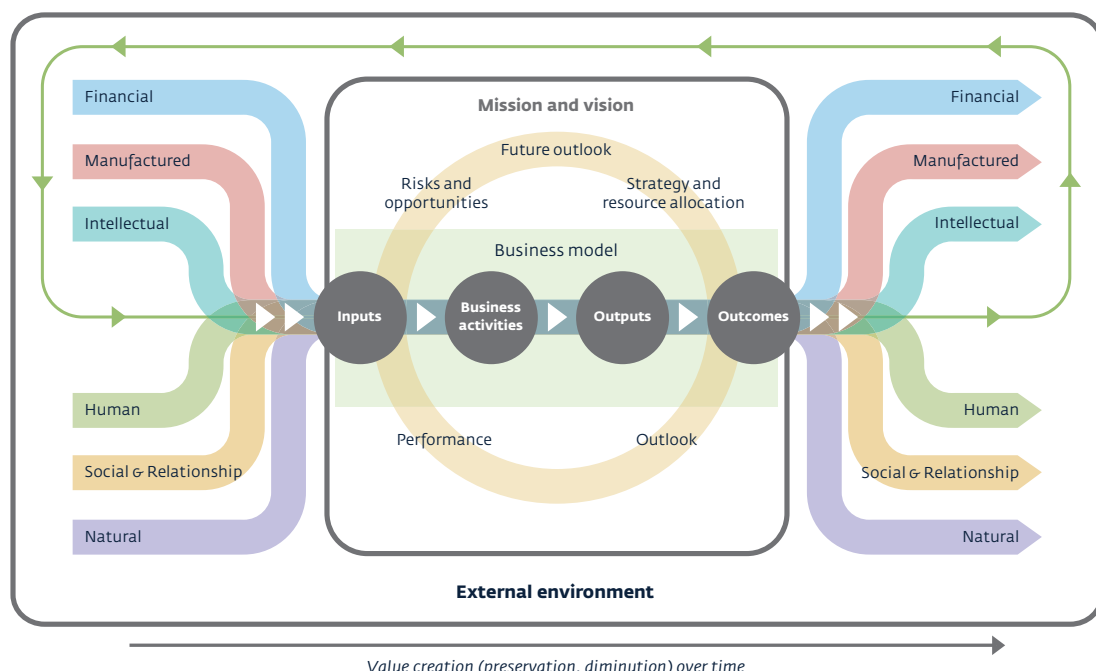 Financial
Manufactured
Intellectual
Human
Social & Relationship
Natural
Mission and vision
Future outlook
Risks and
opportunities
Strategy and
resource allocation
Business model
Inputs
Business
activities
Outputs
Outcomes
Performance
Outlook
Financial
Manufactured
Intellectual
Human
Social & Relationship
Natural
External environment
Value creation (preservation, diminution) over time